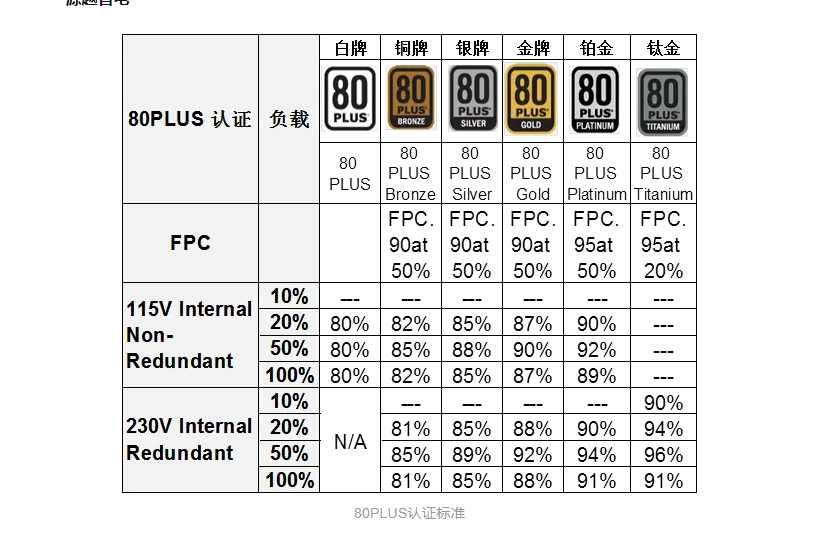 白牌 铜牌 银牌 金牌 铂金 钛金
80PLUS 认证 负载
80 PLUS
80 PLUS BRONZE
80 PLUS SILVER
80 PLUS GOLD
80 PLUS PLATINUM
80 PLUS TITANIUM
80 PLUS
80 PLUS Bronze
80 PLUS Silver
80 PLUS Gold
80 PLUS Platinum
80 PLUS Titanium
FPC
FPC. 90at 50%
FPC. 90at 50%
FPC. 90at 50%
FPC. 95at 50%
FPC. 95at 20%
115V Internal Non-Redundant
10% --- --- --- --- --- ---
20% 80% 82% 85% 87% 90% ---
50% 80% 85% 88% 90% 92% ---
100% 80% 82% 85% 87% 89% ---
230V Internal Redundant
N/A
10% --- --- --- --- 90%
20% 81% 85% 88% 90% 94%
50% 85% 89% 92% 94% 96%
100% 81% 85% 88% 91% 91%
80PLUS认证标准